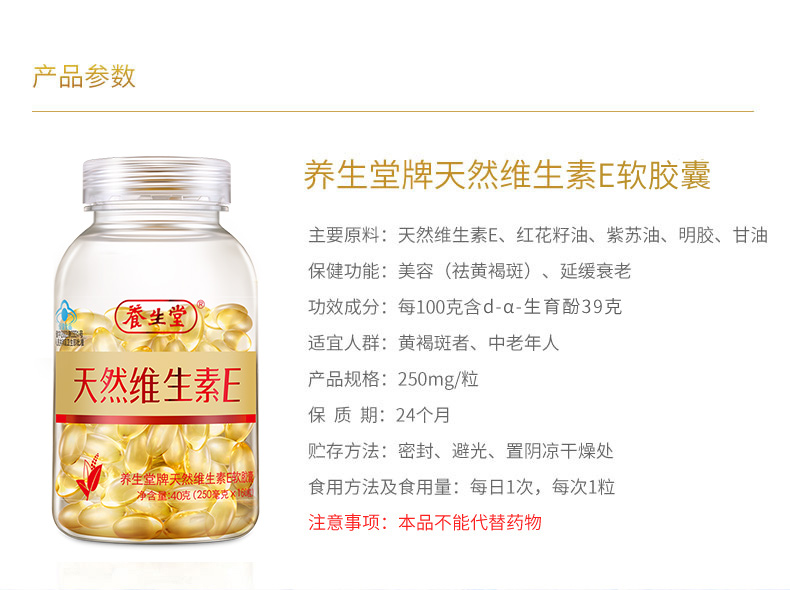 产品参数
养生堂牌天然维生素E软胶囊
主要原料：天然维生素E、红花籽油、紫苏油、明胶、甘油
保健功能：美容（祛黄褐斑）、延缓衰老
功效成分：每100克含d-α-生育酚39克
适宜人群：黄褐斑者、中老年人
产品规格：250mg/粒
保 质 期：24个月
贮存方法：密封、避光、置阴凉干燥处
食用方法及食用量：每日1次，每次1粒
注意事项：本品不能代替药物
養生堂®
天然维生素E
养生堂牌天然维生素E软胶囊
净含量:40克(250毫克×